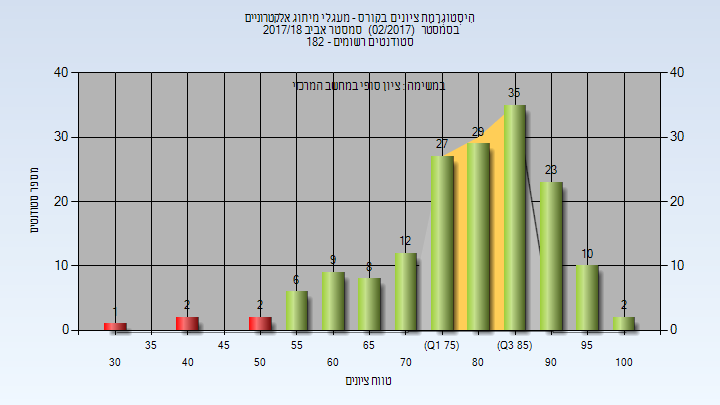 היסטוגרמת ציונים בקורס - מעגלי מיתוג אלקטרוניים
בסמסטר (02/2017) סמסטר אביב 2017/18
סטודנטים רשומים - 182
במשימה : ציון סופי במחשב המרכזי
40 40
30 30
20 20
10 10
0 0
מספר סטודנטים
1 2 2 6 9 8 12 27 29 35 23 10 2
35 45 55 65 (Q1 75) (Q3 85) 95
30 40 50 60 70 80 90 100
טווח ציונים